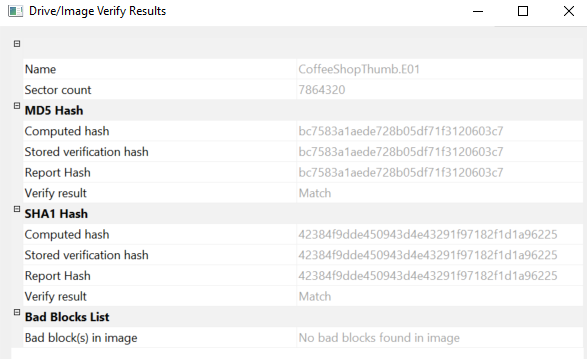 Drive/Image Verify Results
Name CoffeeShopThumb.E01
Sector count 7864320
MD5 Hash
Computed hash bc7583a1aede728b05df71f3120603c7
Stored verification hash bc7583a1aede728b05df71f3120603c7
Report Hash bc7583a1aede728b05df71f3120603c7
Verify result Match
SHA1 Hash
Computed hash 42384f9dde450943d4e43291f97182f1d1a96225
Stored verification hash 42384f9dde450943d4e43291f97182f1d1a96225
Report Hash 42384f9dde450943d4e43291f97182f1d1a96225
Verify result Match
Bad Blocks List
Bad block(s) in image No bad blocks found in image